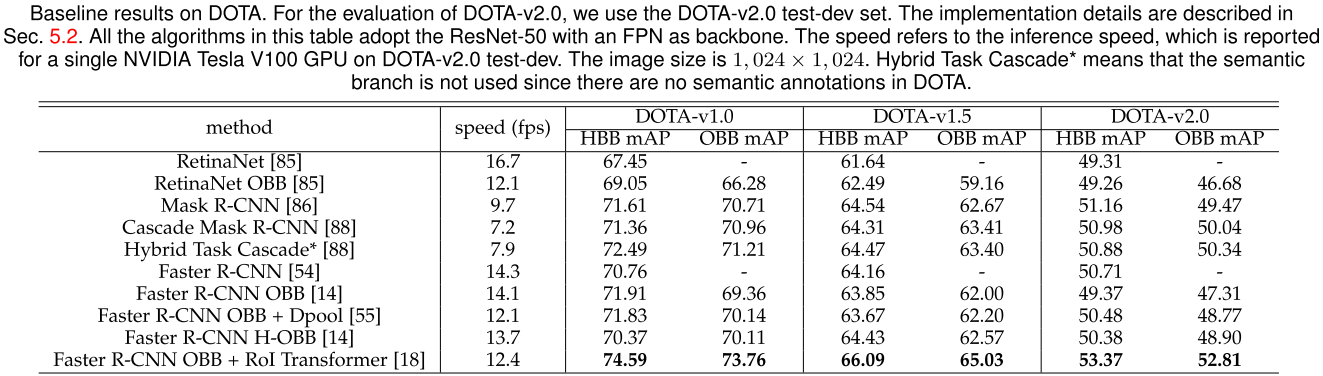 Baseline results on DOTA. For the evaluation of DOTA-v2.0, we use the DOTA-v2.0 test-dev set. The implementation details are described in
Sec. 5.2. All the algorithms in this table adopt the ResNet-50 with an FPN as backbone. The speed refers to the inference speed, which is reported
for a single NVIDIA Tesla V100 GPU on DOTA-v2.0 test-dev. The image size is 1,024 × 1,024. Hybrid Task Cascade* means that the semantic
branch is not used since there are no semantic annotations in DOTA.
method speed (fps) DOTA-v1.0 DOTA-v1.5 DOTA-v2.0
HBB mAP OBB mAP HBB mAP OBB mAP HBB mAP OBB mAP
RetinaNet [85] 16.7 67.45 - 61.64 - 49.31 -
RetinaNet OBB [85] 12.1 69.05 66.28 62.49 59.16 49.26 46.68
Mask R-CNN [86] 9.7 71.61 70.71 64.54 62.67 51.16 49.47
Cascade Mask R-CNN [88] 7.2 71.36 70.96 64.31 63.41 50.98 50.04
Hybrid Task Cascade* [88] 7.9 72.49 71.21 64.47 63.40 50.88 50.34
Faster R-CNN [54] 14.3 70.76 - 64.16 - 50.71 -
Faster R-CNN OBB [14] 14.1 71.91 69.36 63.85 62.00 49.37 47.31
Faster R-CNN OBB + Dpool [55] 12.1 71.83 70.14 63.67 62.20 50.48 48.77
Faster R-CNN H-OBB [14] 13.7 70.37 70.11 64.43 62.57 50.38 48.90
Faster R-CNN OBB + RoI Transformer [18] 12.4 74.59 73.76 66.09 65.03 53.37 52.81